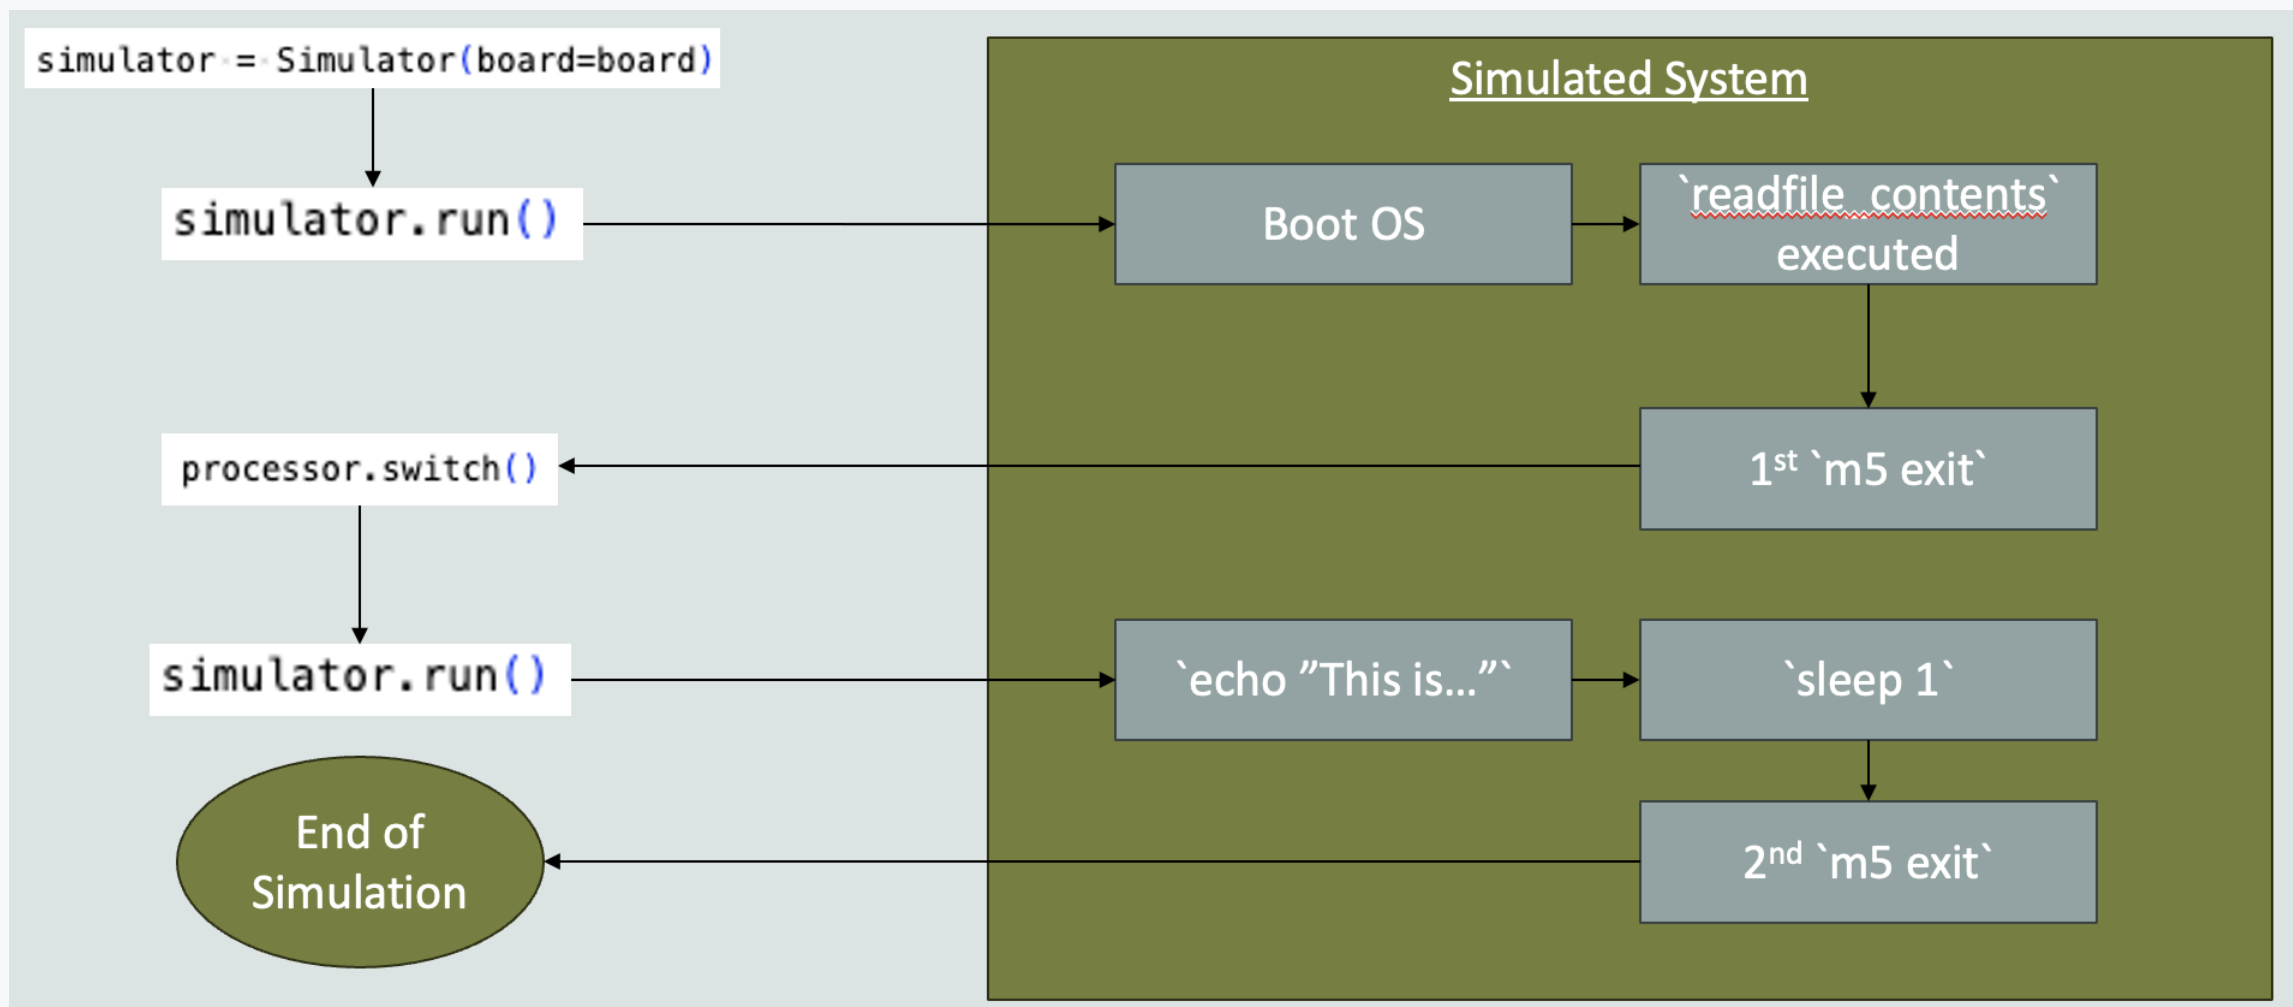 simulator = Simulator(board=board)
Simulated System
simulator.run()
Boot OS
`readfile_contents`
executed
processor.switch()
1st `m5 exit`
simulator.run()
`echo ”This is...”`
`sleep 1`
End of
Simulation
2nd `m5 exit`